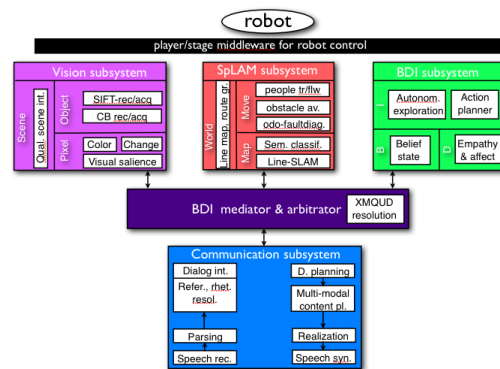 robot
player/stage middleware for robot control
Vision subsystem
Scene
Qual. scene int.
Object
SIFT-rec/acq
CB rec/acq
Pixel
Color
Change
Visual salience
SpLAM subsystem
World
Line map, route gr.
Move
people tr/flw
obstacle av.
odo-faultdiag.
Map
Sem. classif.
Line-SLAM
BDI subsystem
I
Autonom.
exploration
Action
planner
B
Belief
state
D
Empathy
& affect
BDI mediator & arbitrator
XMQUD
resolution
Communication subsystem
Dialog int.
Refer., rhet.
resol.
Parsing
Speech rec.
D. planning
Multi-modal
content pl.
Realization
Speech syn.